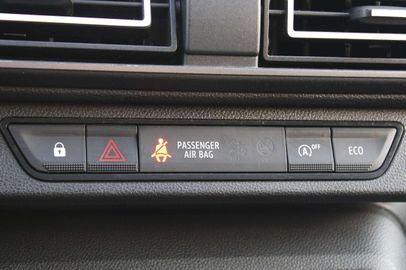 PASSENGER
AIR BAG
A OFF
ECO